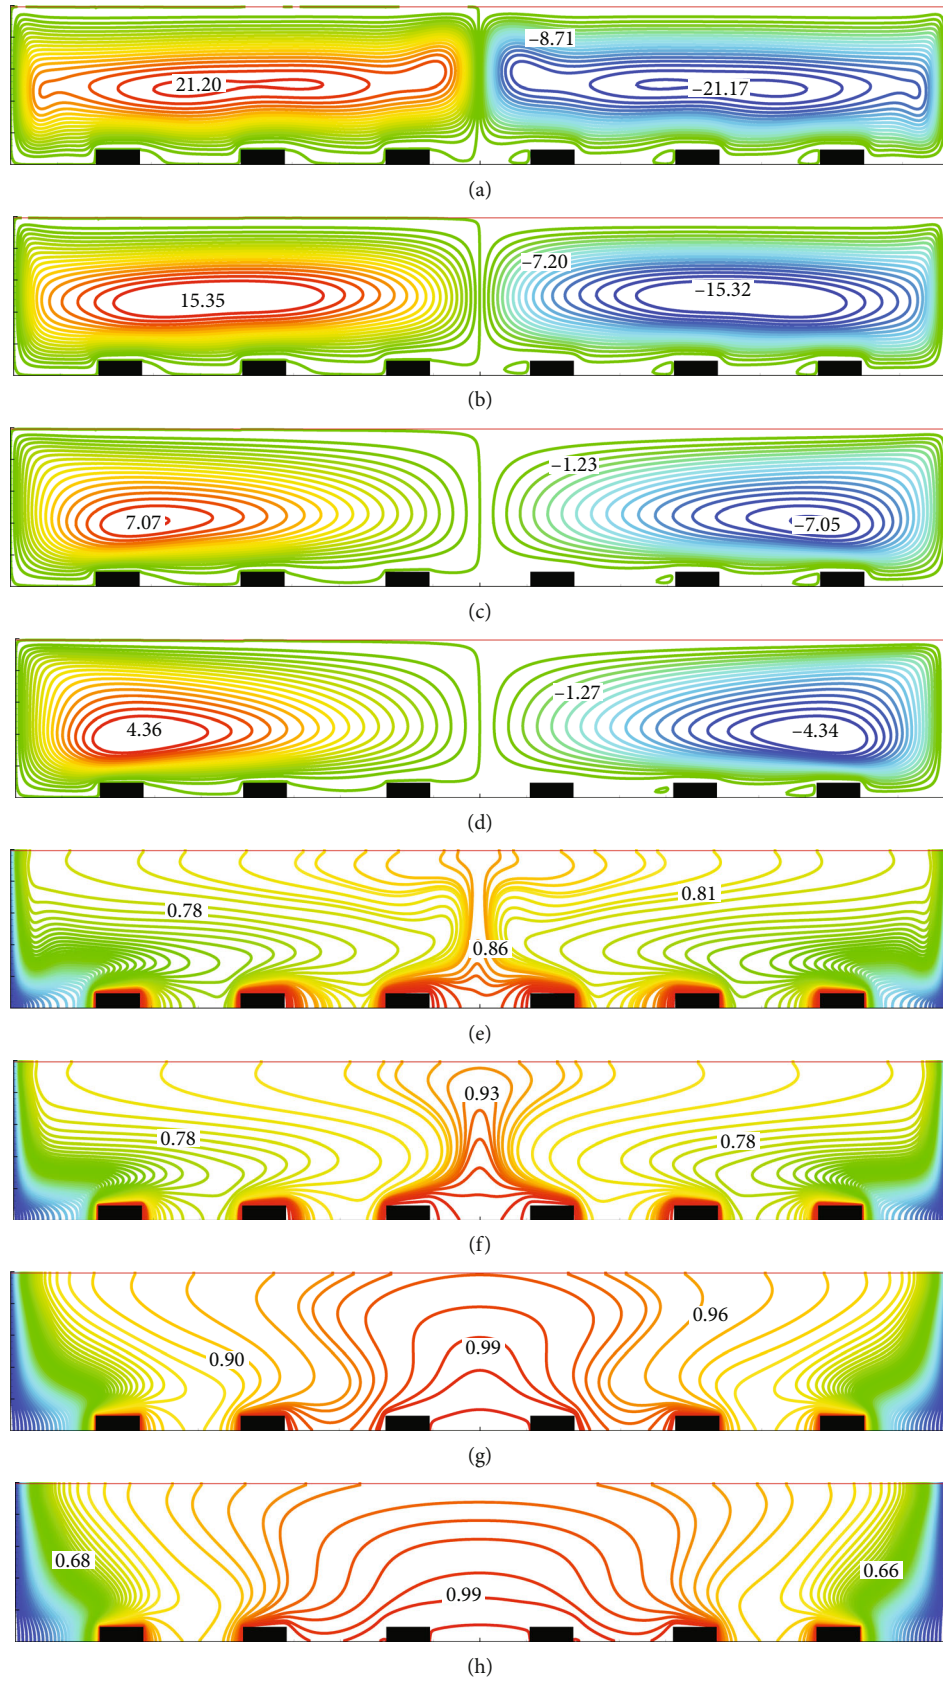 –8.71
21.20 –21.17
(a)
–7.20
15.35 –15.32
(b)
–1.23
7.07 –7.05
(c)
–1.27
4.36 –4.34
(d)
0.78 0.81
0.86
(e)
0.93
0.78 0.78
(f)
0.96
0.90 0.99
(g)
0.68 0.66
0.99
(h)